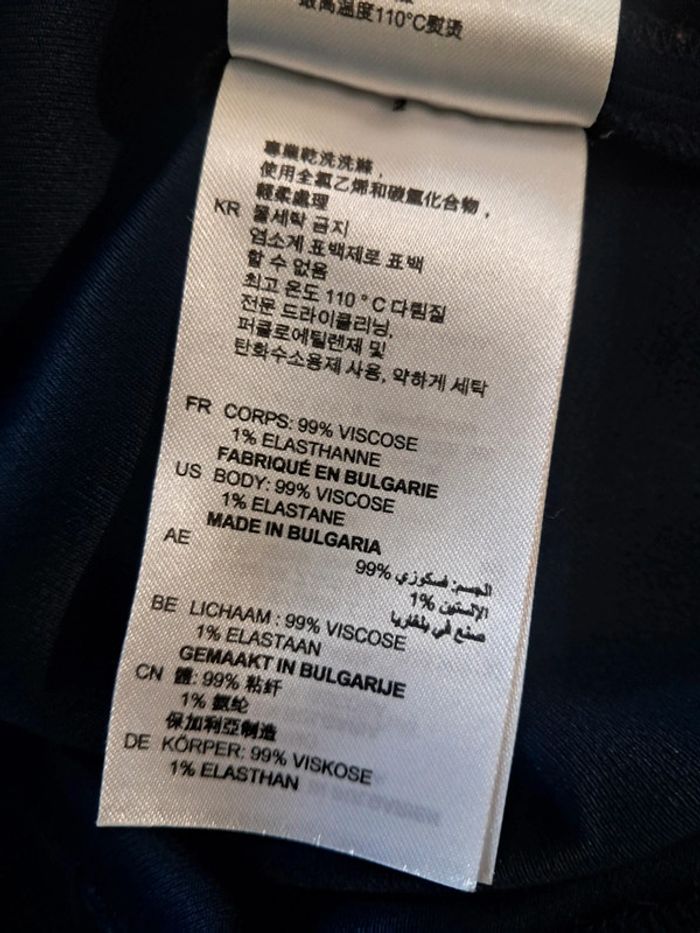 最高溫度110°C熨燙
專業乾洗洗滌，
使用全氯乙烯和碳氫化合物，
輕柔處理
KR 물세탁 금지
염소계 표백제로 표백
할 수 없음
최고 온도 110 ° C 다림질
전문 드라이클리닝,
퍼클로에틸렌제 및
탄화수소용제 사용, 약하게 세탁
FR CORPS: 99% VISCOSE
1% ELASTHANNE
FABRIQUÉ EN BULGARIE
US BODY: 99% VISCOSE
1% ELASTANE
MADE IN BULGARIA
AE
الجسم: فسكوزي 99%
الإلستين 1%
صنع في بلغاريا
BE LICHAAM : 99% VISCOSE
1% ELASTAAN
GEMAAKT IN BULGARIJE
CN 體: 99% 粘纤
1% 氨纶
保加利亞制造
DE KÖRPER: 99% VISKOSE
1% ELASTHAN